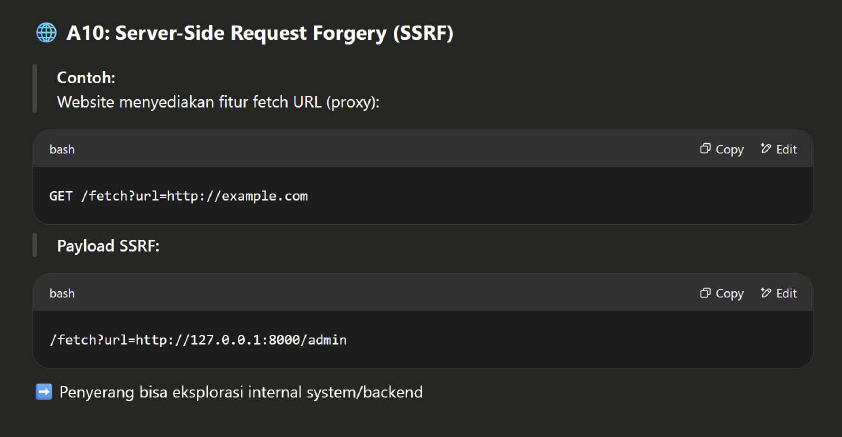 🌐 A10: Server-Side Request Forgery (SSRF)
Contoh:
Website menyediakan fitur fetch URL (proxy):
bash Copy Edit
GET /fetch?url=http://example.com
Payload SSRF:
bash Copy Edit
/fetch?url=http://127.0.0.1:8000/admin
➡️ Penyerang bisa eksplorasi internal system/backend